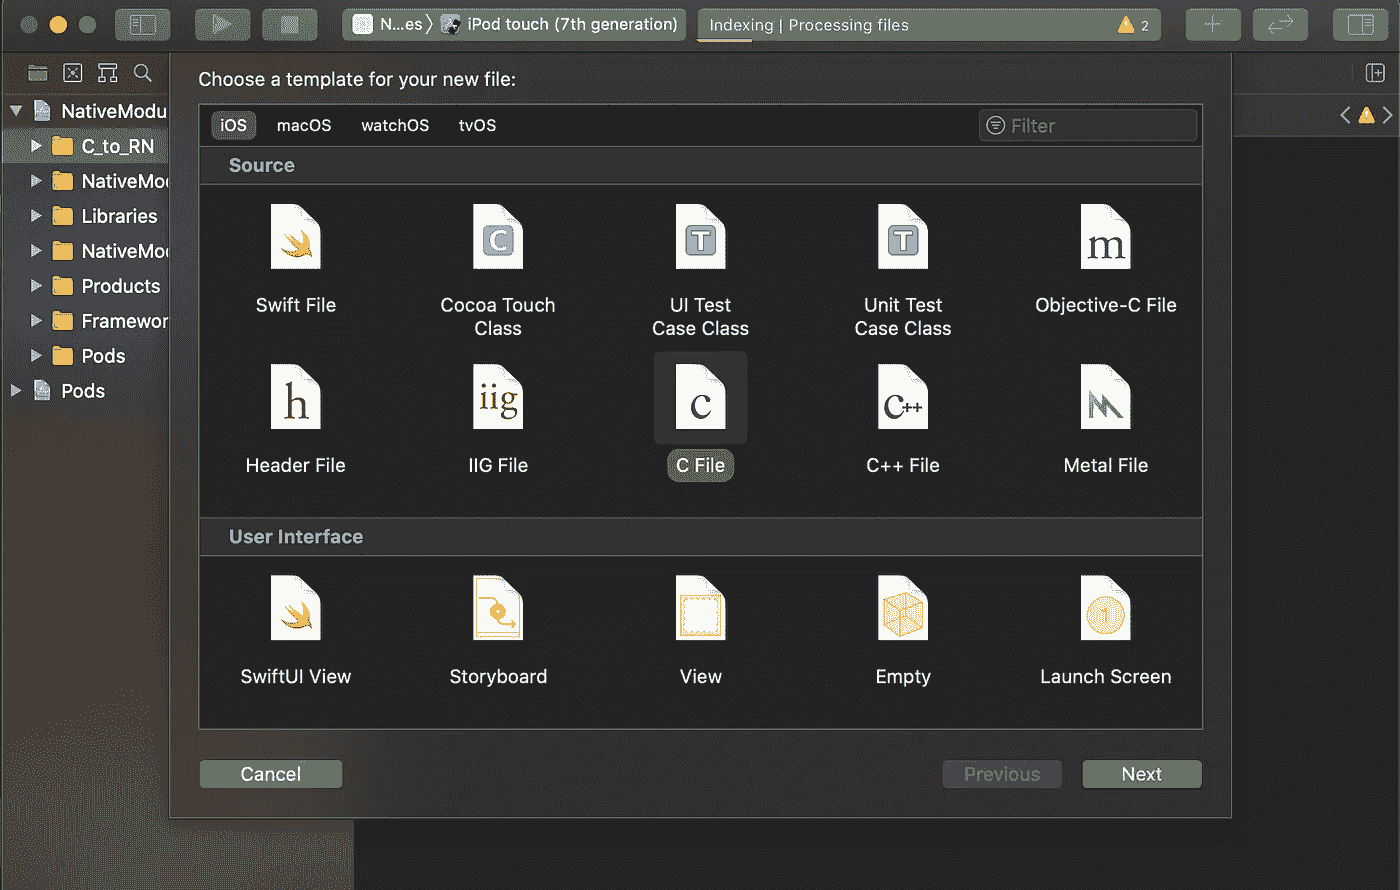 N...es 〉 iPod touch (7th generation)
Indexing | Processing files
2
Choose a template for your new file:
iOS macOS watchOS tvOS
Filter
NativeModu
C_to_RN
NativeMod
Libraries
NativeMod
Products
Framewor
Pods
Pods
Source
Swift File
C
Cocoa Touch
Class
T
UI Test
Case Class
T
Unit Test
Case Class
m
Objective-C File
h
Header File
iig
IIG File
c
C File
C++
C++ File
Metal File
User Interface
SwiftUI View
Storyboard
View
Empty
1
Launch Screen
Cancel
Previous
Next